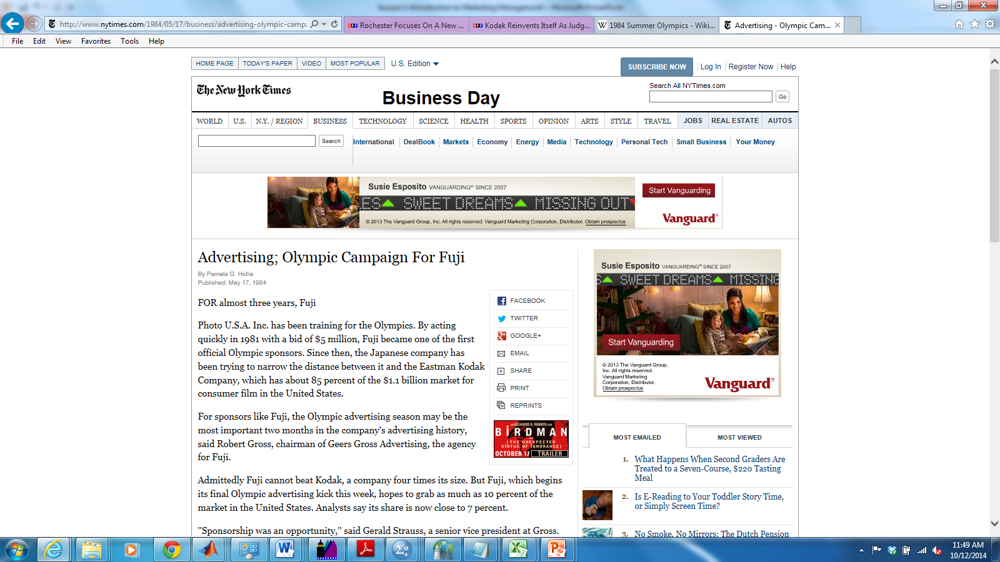 Session 1-Introduction to Marketing Management - Microsoft PowerPoint
http://www.nytimes.com/1984/05/17/business/advertising-olympic-camp
Rochester Focuses On A New ...
Kodak Reinvents Itself As Judg...
1984 Summer Olympics - Wiki...
Advertising - Olympic Cam...
File Edit View Favorites Tools Help
HOME PAGE TODAY'S PAPER VIDEO MOST POPULAR U.S. Edition
SUBSCRIBE NOW Log In Register Now Help
The New York Times
Business Day
Search All NYTimes.com
Go
WORLD U.S. N.Y. / REGION BUSINESS TECHNOLOGY SCIENCE HEALTH SPORTS OPINION ARTS STYLE TRAVEL JOBS REAL ESTATE AUTOS
Search
International DealBook Markets Economy Energy Media Technology Personal Tech Small Business Your Money
Susie Esposito VANGUARDING® SINCE 2007
ES SWEET DREAMS MISSING OUT
© 2013 The Vanguard Group, Inc. All rights reserved. Vanguard Marketing Corporation, Distributor. Obtain prospectus
Start Vanguarding
Vanguard®
Advertising; Olympic Campaign For Fuji
By Pamela G. Hollie
Published: May 17, 1984
FOR almost three years, Fuji
Photo U.S.A. Inc. has been training for the Olympics. By acting
quickly in 1981 with a bid of $5 million, Fuji became one of the first
official Olympic sponsors. Since then, the Japanese company has
been trying to narrow the distance between it and the Eastman Kodak
Company, which has about 85 percent of the $1.1 billion market for
consumer film in the United States.
For sponsors like Fuji, the Olympic advertising season may be the
most important two months in the company's advertising history,
said Robert Gross, chairman of Geers Gross Advertising, the agency
for Fuji.
Admittedly Fuji cannot beat Kodak, a company four times its size. But Fuji, which begins
its final Olympic advertising kick this week, hopes to grab as much as 10 percent of the
market in the United States. Analysts say its share is now close to 7 percent.
"Sponsorship was an opportunity," said Gerald Strauss, a senior vice president at Gross.
FACEBOOK
TWITTER
GOOGLE+
EMAIL
SHARE
PRINT
REPRINTS
AN ALEJANDRO G. IÑÁRRITU FILM
BIRDMAN
OR
(THE UNEXPECTED
VIRTUE OF IGNORANCE)
OCTOBER 17 TRAILER
Susie Esposito VANGUARDING® SINCE 2007
S SWEET DREAMS MISSING
Start Vanguarding
© 2013 The Vanguard Group,
Inc. All rights reserved.
Vanguard Marketing
Corporation, Distributor.
Obtain prospectus
Vanguard®
MOST EMAILED MOST VIEWED
1. What Happens When Second Graders Are
Treated to a Seven-Course, $220 Tasting
Meal
2. Is E-Reading to Your Toddler Story Time,
or Simply Screen Time?
3. No Smoke, No Mirrors: The Dutch Pension
11:49 AM
10/12/2014